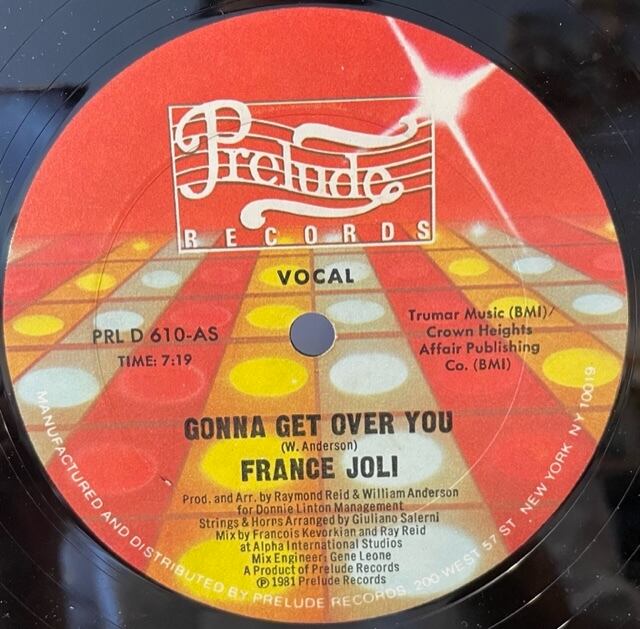 Prelude
RECORDS
VOCAL
PRL D 610-AS
TIME: 7:19
Trumar Music (BMI)/
Crown Heights
Affair Publishing
Co. (BMI)
GONNA GET OVER YOU
(W. Anderson)
FRANCE JOLI
Prod. and Arr. by Raymond Reid & William Anderson
for Donnie Linton Management
Strings & Horns Arranged by Giuliano Salerni
Mix by Francois Kevorkian and Ray Reid
at Alpha International Studios
Mix Engineer: Gene Leone
A Product of Prelude Records
℗ 1981 Prelude Records
MANUFACTURED AND DISTRIBUTED BY PRELUDE RECORDS, 200 WEST 57 ST. NEW YORK, NY 10019